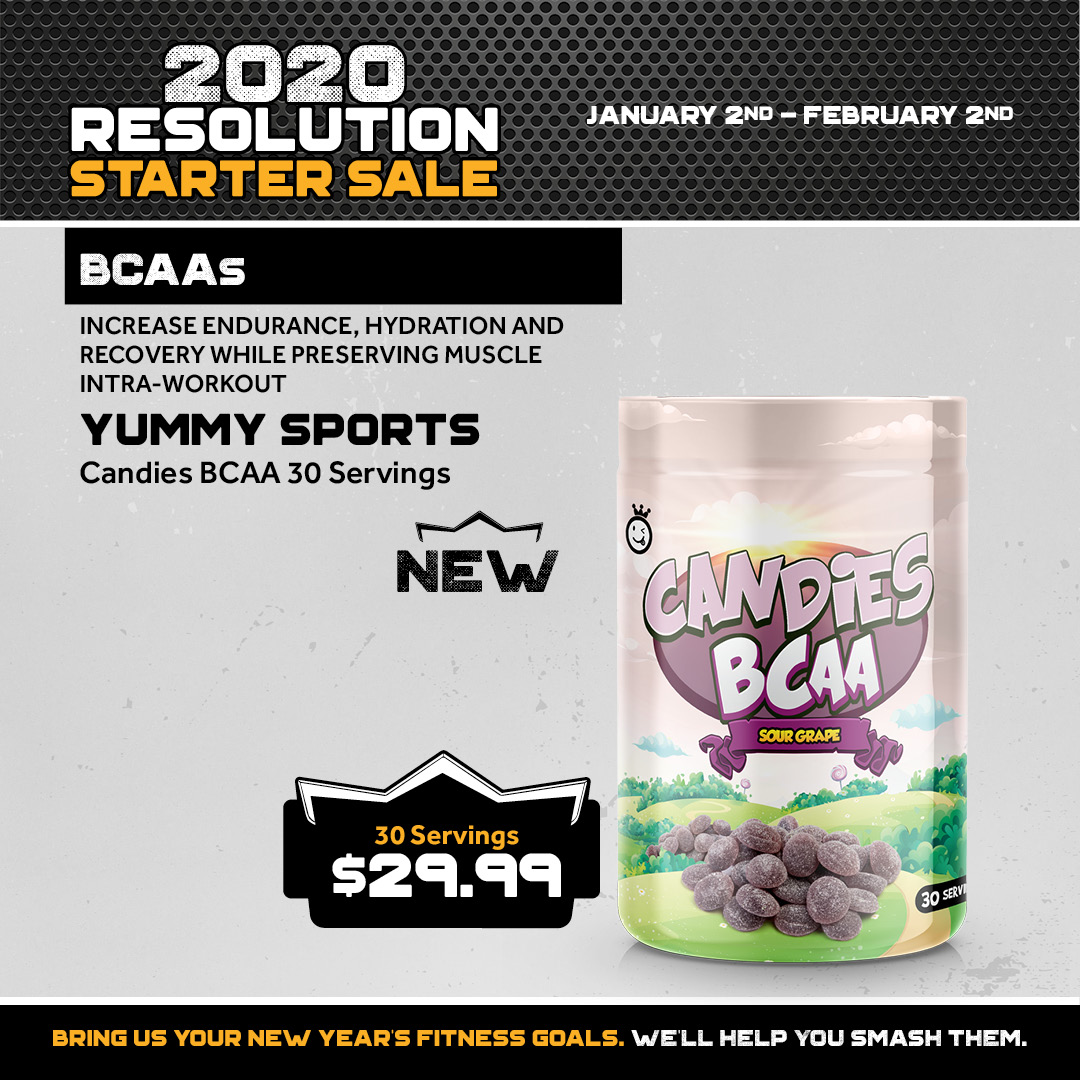 2020
RESOLUTION
STARTER SALE
JANUARY 2ND – FEBRUARY 2ND
BCAAs
INCREASE ENDURANCE, HYDRATION AND
RECOVERY WHILE PRESERVING MUSCLE
INTRA-WORKOUT
YUMMY SPORTS
Candies BCAA 30 Servings
NEW
CANDIES
BCAA
SOUR GRAPE
30 Servings
$29.99
30 SERVI
BRING US YOUR NEW YEAR'S FITNESS GOALS. WE'LL HELP YOU SMASH THEM.